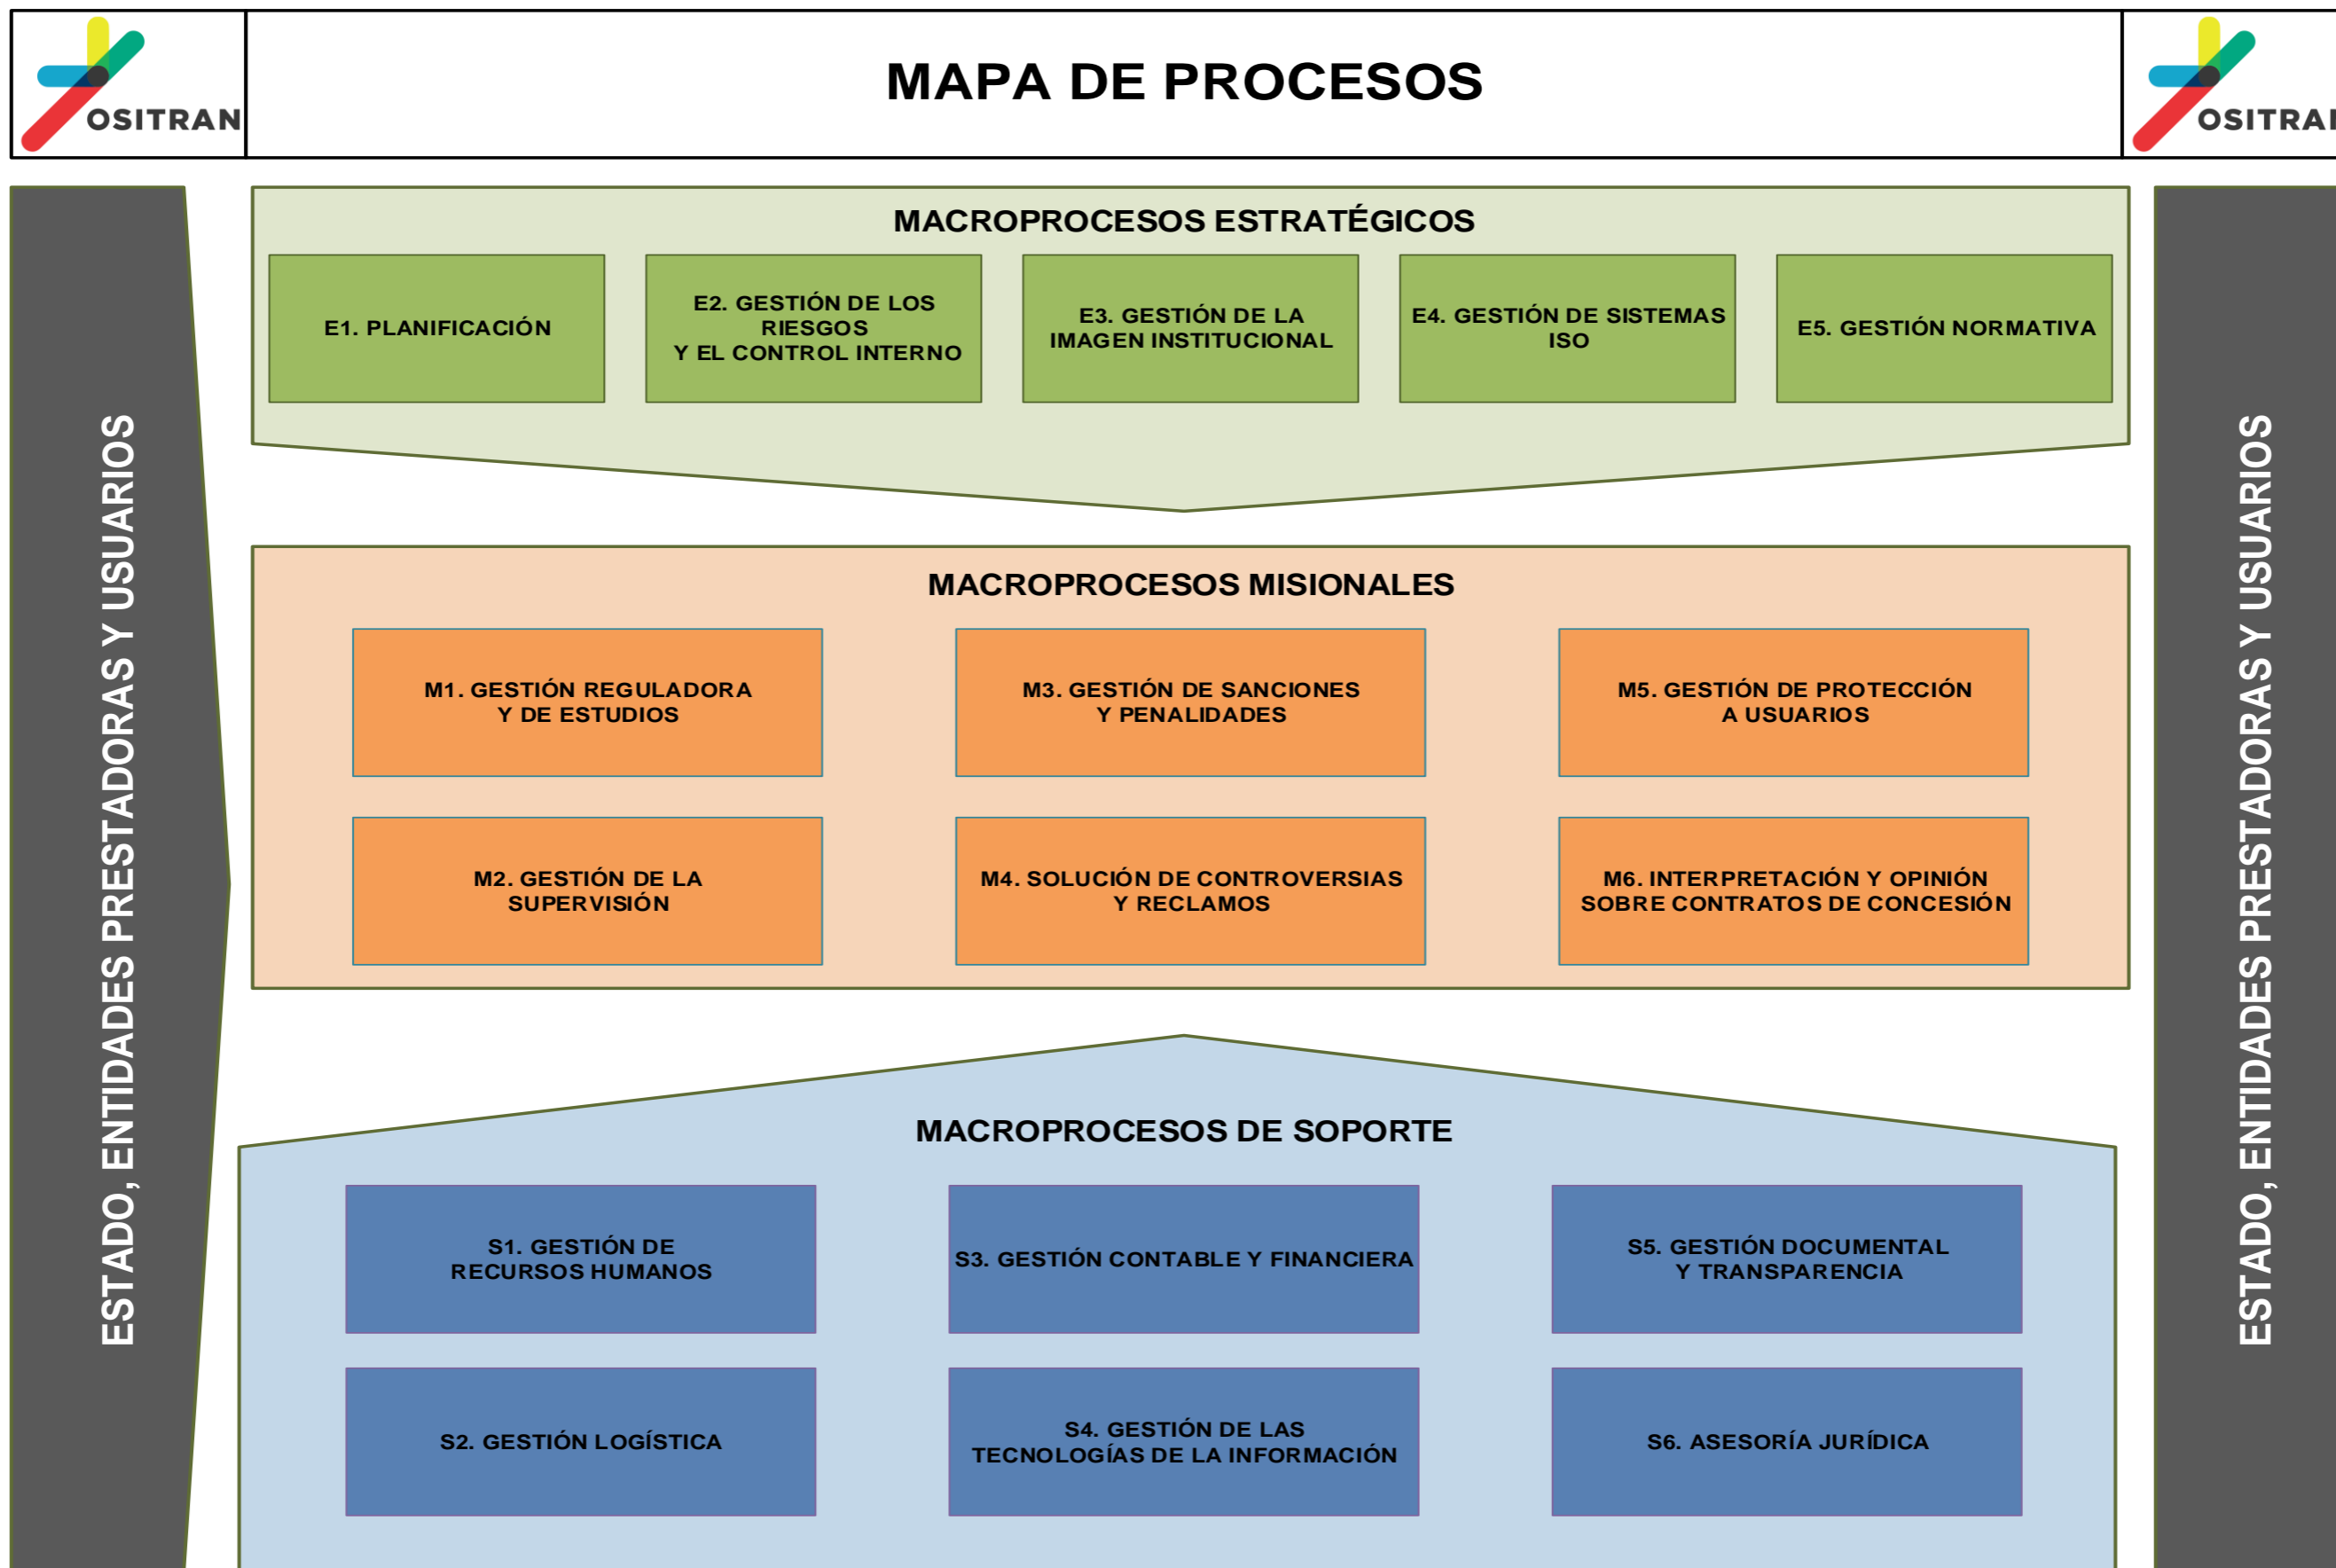 OSITRAN
MAPA DE PROCESOS
OSITRAN
ESTADO, ENTIDADES PRESTADORAS Y USUARIOS
MACROPROCESOS ESTRATÉGICOS
E1. PLANIFICACIÓN
E2. GESTIÓN DE LOS
RIESGOS
Y EL CONTROL INTERNO
E3. GESTIÓN DE LA
IMAGEN INSTITUCIONAL
E4. GESTIÓN DE SISTEMAS
ISO
E5. GESTIÓN NORMATIVA
MACROPROCESOS MISIONALES
M1. GESTIÓN REGULADORA
Y DE ESTUDIOS
M3. GESTIÓN DE SANCIONES
Y PENALIDADES
M5. GESTIÓN DE PROTECCIÓN
A USUARIOS
M2. GESTIÓN DE LA
SUPERVISIÓN
M4. SOLUCIÓN DE CONTROVERSIAS
Y RECLAMOS
M6. INTERPRETACIÓN Y OPINIÓN
SOBRE CONTRATOS DE CONCESIÓN
MACROPROCESOS DE SOPORTE
S1. GESTIÓN DE
RECURSOS HUMANOS
S3. GESTIÓN CONTABLE Y FINANCIERA
S5. GESTIÓN DOCUMENTAL
Y TRANSPARENCIA
S2. GESTIÓN LOGÍSTICA
S4. GESTIÓN DE LAS
TECNOLOGÍAS DE LA INFORMACIÓN
S6. ASESORÍA JURÍDICA
ESTADO, ENTIDADES PRESTADORAS Y USUARIOS